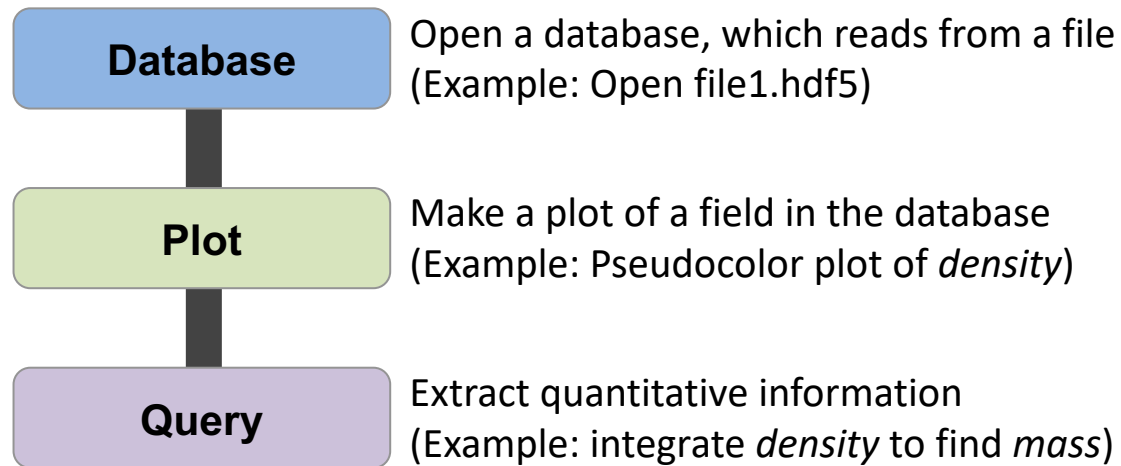 Database
Open a database, which reads from a file
(Example: Open file1.hdf5)
Plot
Make a plot of a field in the database
(Example: Pseudocolor plot of density)
Query
Extract quantitative information
(Example: integrate density to find mass)